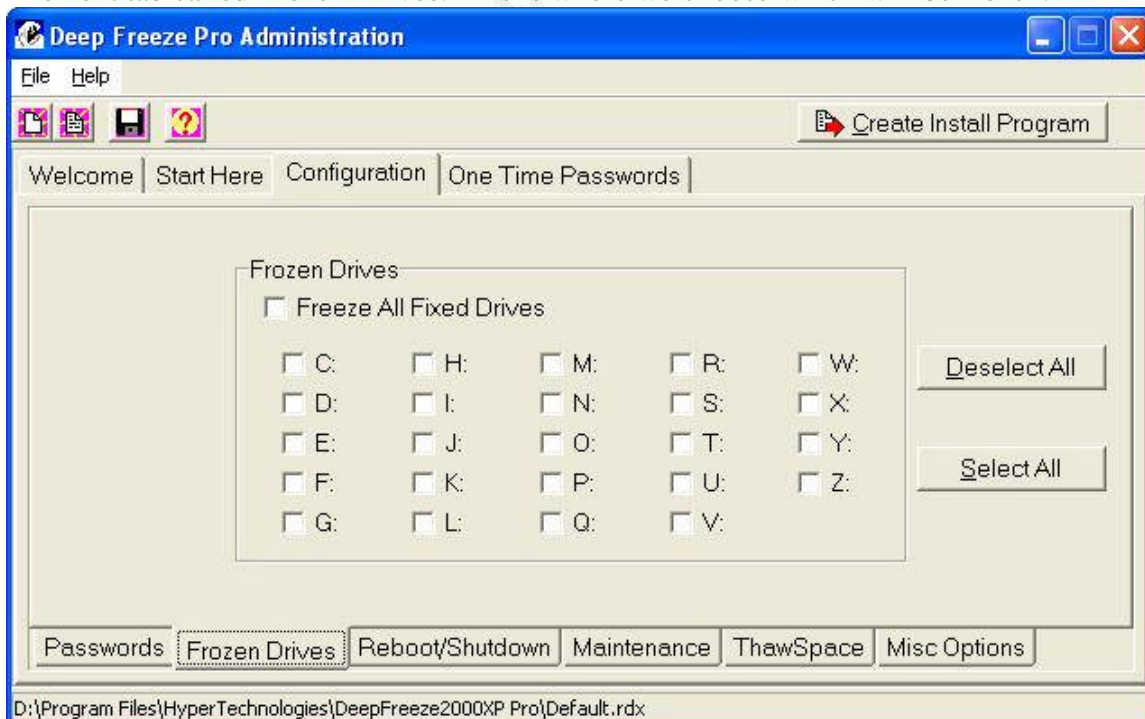 Deep Freeze Pro Administration
File Help
Create Install Program
Welcome Start Here Configuration One Time Passwords
Frozen Drives
Freeze All Fixed Drives
C: H: M: R: W:
D: I: N: S: X:
E: J: O: T: Y:
F: K: P: U: Z:
G: L: Q: V:
Deselect All
Select All
Passwords Frozen Drives Reboot/Shutdown Maintenance ThawSpace Misc Options
D:\Program Files\HyperTechnologies\DeepFreeze2000XP Pro\Default.rdx